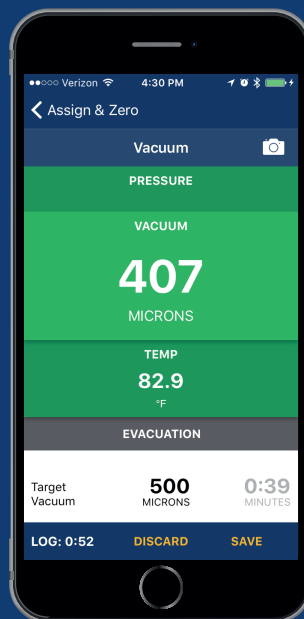 Verizon 4:30 PM
Assign & Zero
Vacuum
PRESSURE
VACUUM
407
MICRONS
TEMP
82.9
°F
EVACUATION
Target Vacuum
500
MICRONS
0:39
MINUTES
LOG: 0:52 DISCARD SAVE